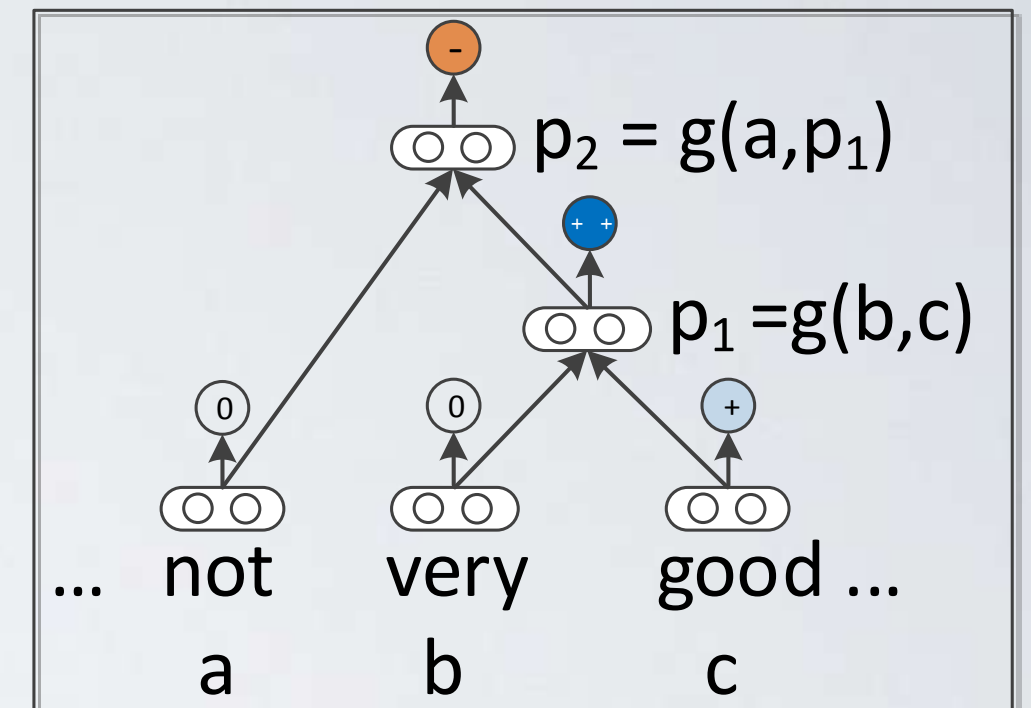 -
p₂ = g(a,p₁)
+ +
p₁ =g(b,c)
0 0 +
... not very good ...
a b c